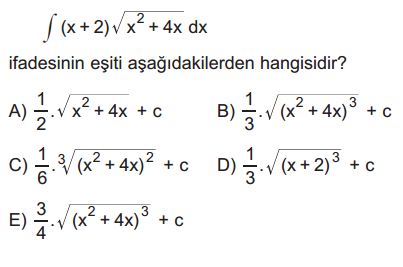 ∫ (x + 2)√(x² + 4x) dx
ifadesinin eşiti aşağıdakilerden hangisidir?
A) 1/2 . √(x² + 4x) + c B) 1/3 . √((x² + 4x)³) + c
C) 1/6 . ³√((x² + 4x)²) + c D) 1/3 . √((x + 2)³) + c
E) 3/4 . √((x² + 4x)³) + c